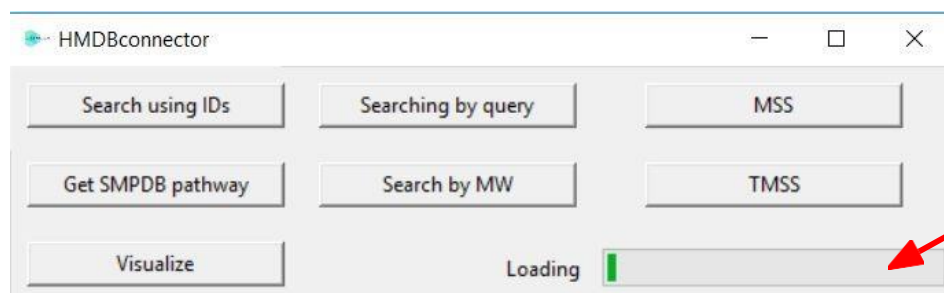 HMDBconnector
Search using IDs
Searching by query
MSS
Get SMPDB pathway
Search by MW
TMSS
Visualize
Loading